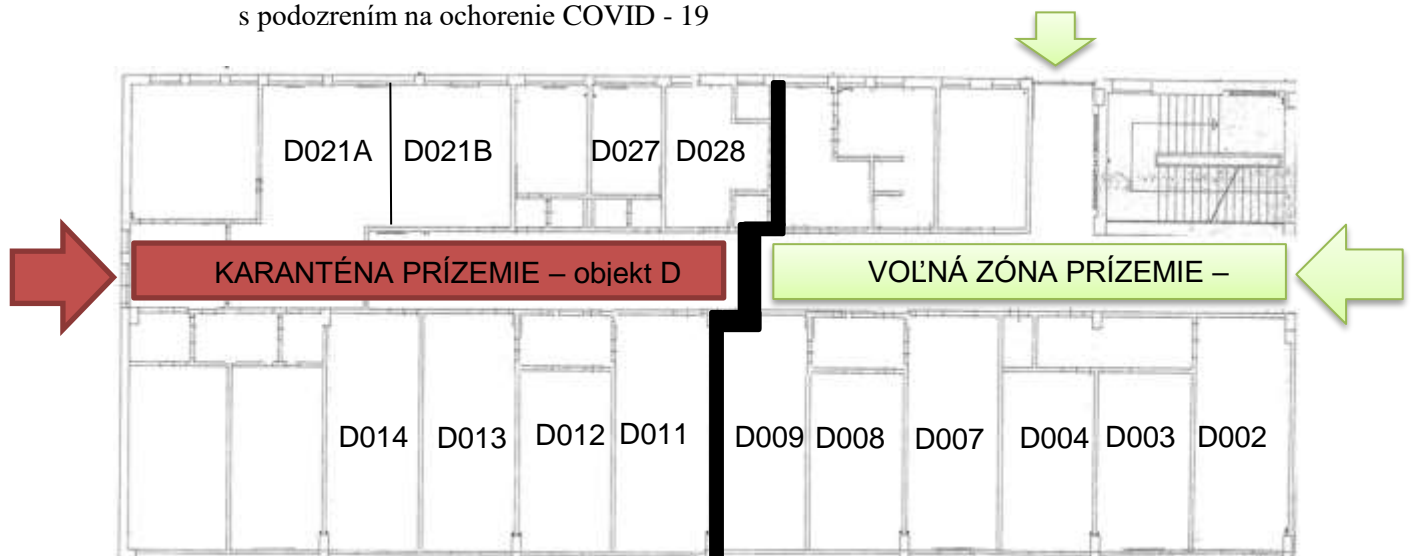 s podozrením na ochorenie COVID - 19
D021A D021B D027 D028
KARANTÉNA PRÍZEMIE – objekt D
VOĽNÁ ZÓNA PRÍZEMIE –
D014 D013 D012 D011 D009 D008 D007 D004 D003 D002